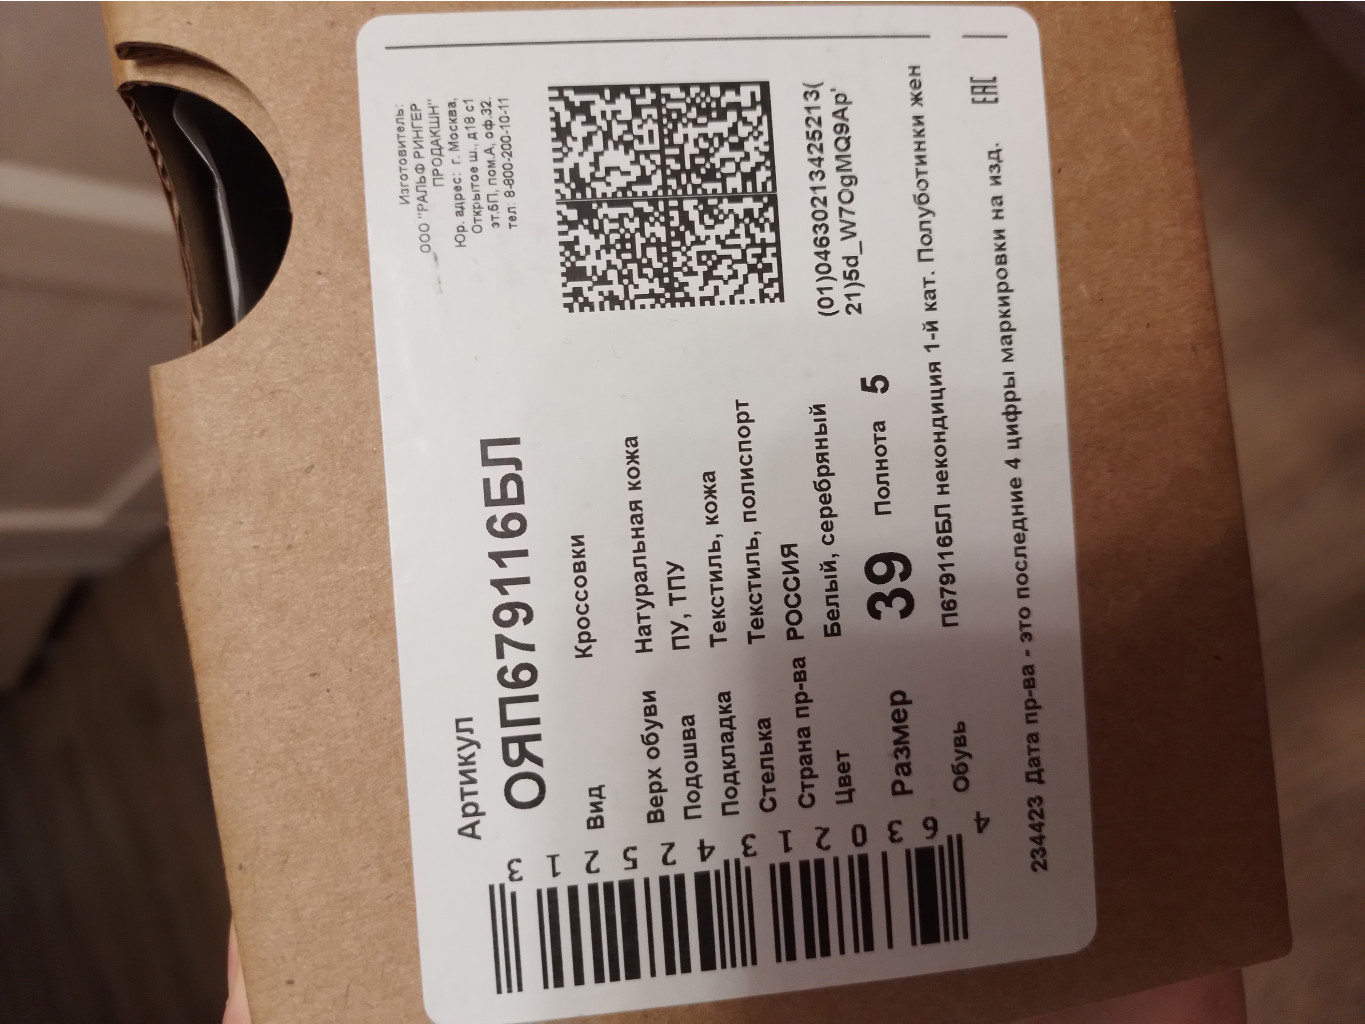 Артикул
ОЯП679116БЛ
Вид Кроссовки
Верх обуви Натуральная кожа
Подошва ПУ, ТПУ
Подкладка Текстиль, кожа
Стелька Текстиль, полиспорт
Страна пр-ва РОССИЯ
Цвет Белый, серебряный
Размер 39 Полнота 5
Обувь П679116БЛ некондиция 1-й кат. Полуботинки жен
234423 Дата пр-ва - это последние 4 цифры маркировки на изд.
Изготовитель:
ООО "РАЛЬФ РИНГЕР
ПРОДАКШН"
Юр. адрес: г. Москва,
Открытое ш., д18 с1
эт.6П, пом.А, оф.32.
тел: 8-800-200-10-11
(01)04630213425213(
21)5d_W7OgMQ9Ap'
EAC
4630213425213